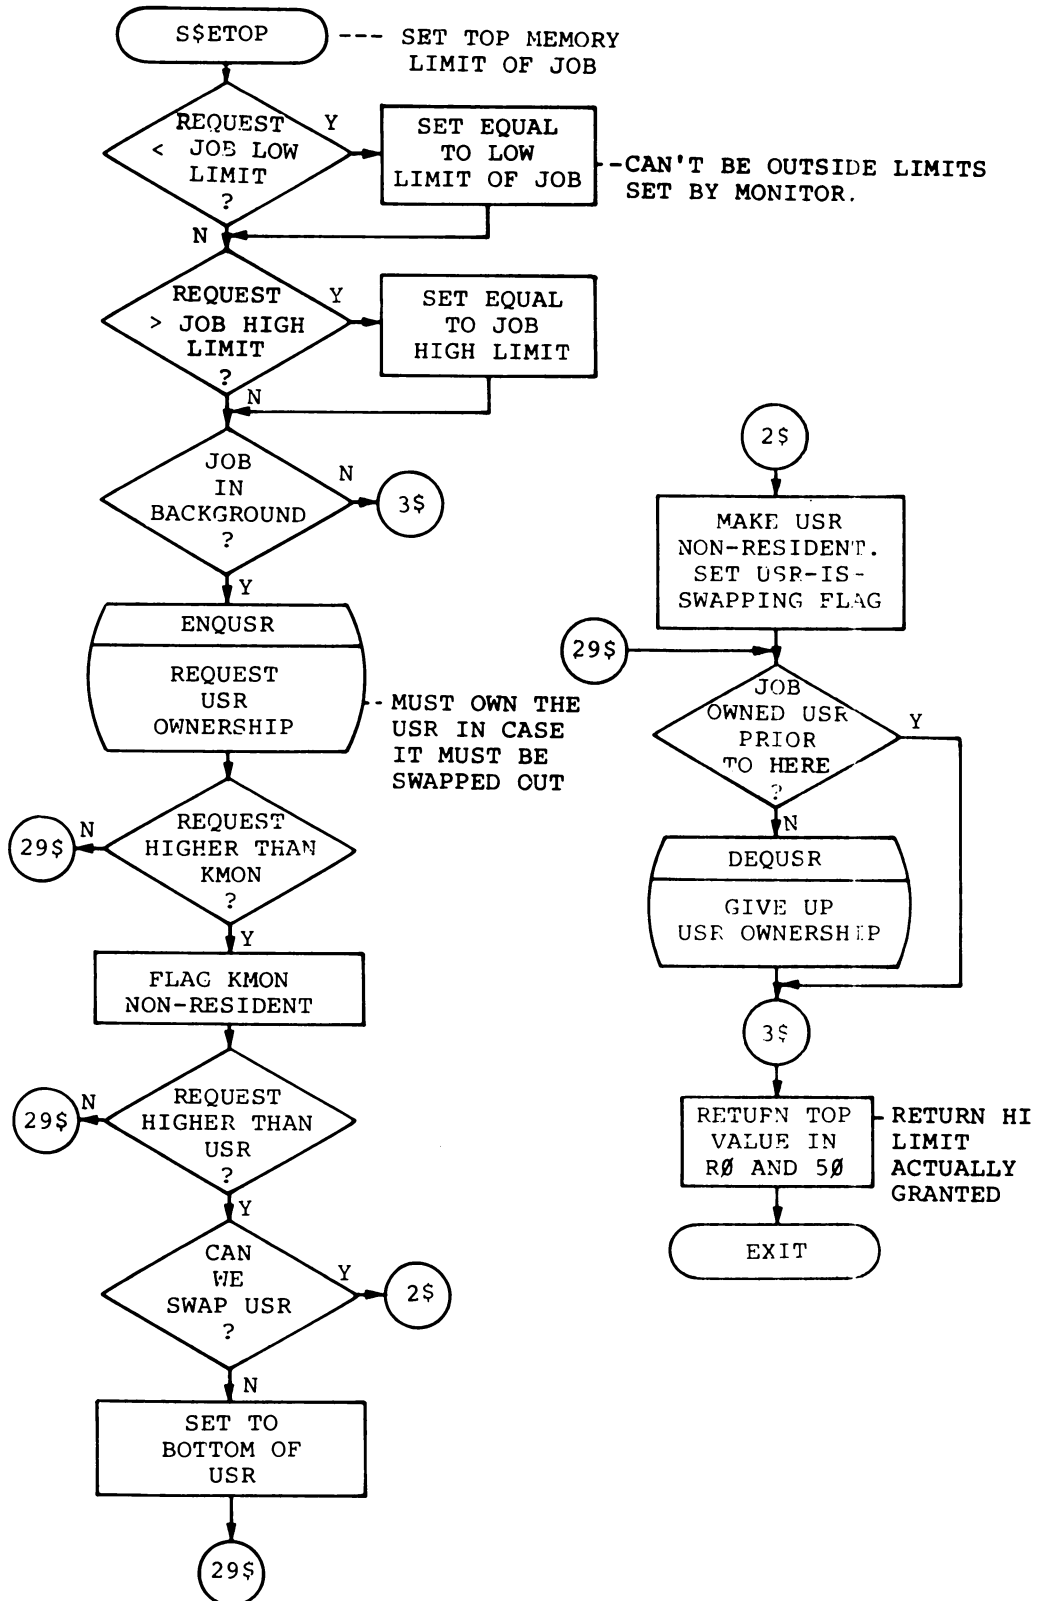 S$ETOP
--- SET TOP MEMORY
LIMIT OF JOB
REQUEST
< JOB LOW
LIMIT
?
Y
SET EQUAL
TO LOW
LIMIT OF JOB
--CAN'T BE OUTSIDE LIMITS
SET BY MONITOR.
N
REQUEST
> JOB HIGH
LIMIT
?
Y
SET EQUAL
TO JOB
HIGH LIMIT
N
JOB
IN
BACKGROUND
?
N
3$
Y
ENQUSR
REQUEST
USR
OWNERSHIP
-- MUST OWN THE
USR IN CASE
IT MUST BE
SWAPPED OUT
REQUEST
HIGHER THAN
KMON
?
N
29$
Y
FLAG KMON
NON-RESIDENT
REQUEST
HIGHER THAN
USR
?
N
29$
Y
CAN
WE
SWAP USR
?
Y
2$
N
SET TO
BOTTOM OF
USR
29$
2$
MAKE USR
NON-RESIDENT.
SET USR-IS-
SWAPPING FLAG
29$
JOB
OWNED USR
PRIOR
TO HERE
?
Y
N
DEQUSR
GIVE UP
USR OWNERSHIP
3$
RETURN TOP
VALUE IN
RØ AND 5Ø
- RETURN HI
LIMIT
ACTUALLY
GRANTED
EXIT